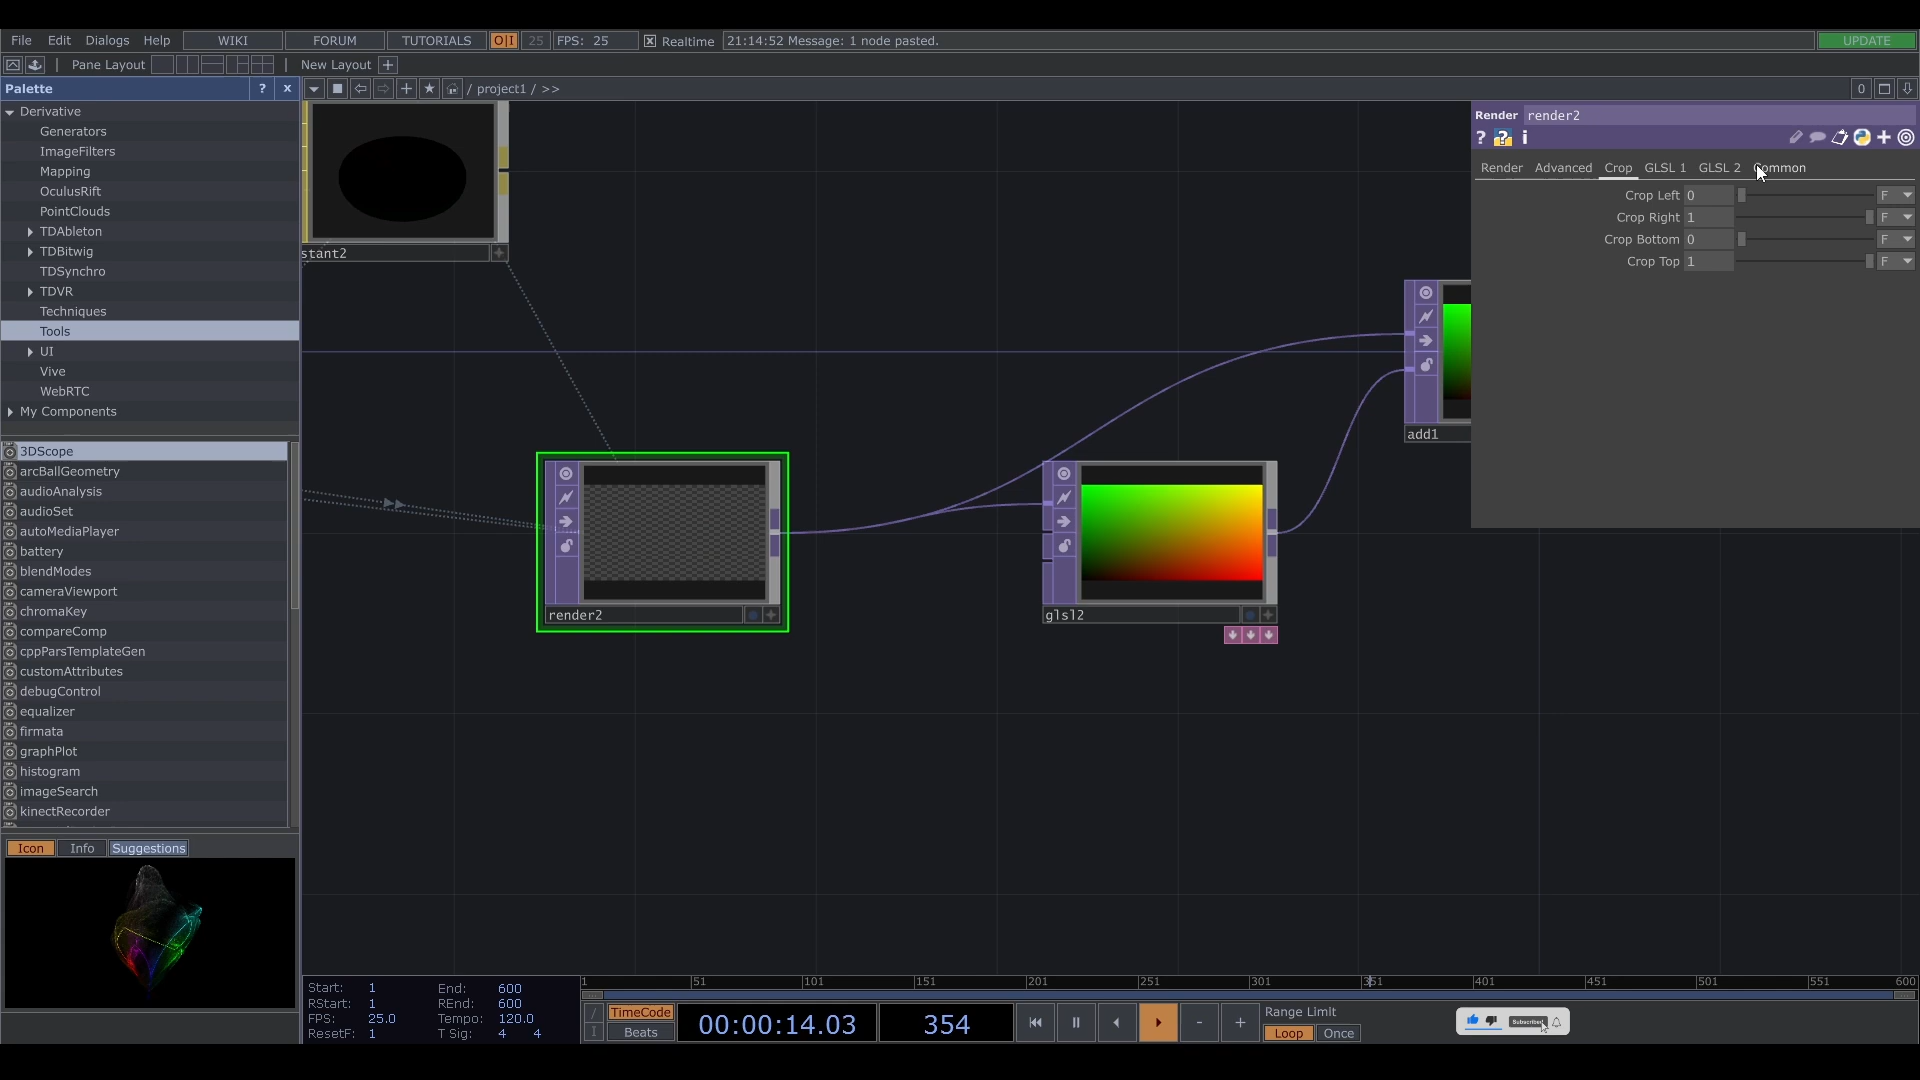 File Edit Dialogs Help WIKI FORUM TUTORIALS O|I 25 FPS: 25 Realtime 21:14:52 Message: 1 node pasted. UPDATE
Pane Layout New Layout
Palette ? x / project1 / >> 0
Derivative
Generators
ImageFilters
Mapping
OculusRift
PointClouds
TDAbleton
TDBitwig
TDSynchro
TDVR
Techniques
Tools
UI
Vive
WebRTC
My Components
3DScope
arcBallGeometry
audioAnalysis
audioSet
autoMediaPlayer
battery
blendModes
cameraViewport
chromaKey
compareComp
cppParsTemplateGen
customAttributes
debugControl
equalizer
firmata
graphPlot
histogram
imageSearch
kinectRecorder
Icon Info Suggestions
stant2
render2
glsl2
add1
Render render2
? ? i
Render Advanced Crop GLSL 1 GLSL 2 Common
Crop Left 0 F
Crop Right 1 F
Crop Bottom 0 F
Crop Top 1 F
1 51 101 151 201 251 301 351 401 451 501 551 600
Start: 1 End: 600
RStart: 1 REnd: 600
FPS: 25.0 Tempo: 120.0
ResetF: 1 T Sig: 4 4
/ TimeCode
I Beats
00:00:14.03 354
- +
Range Limit
Loop Once
Subscribed